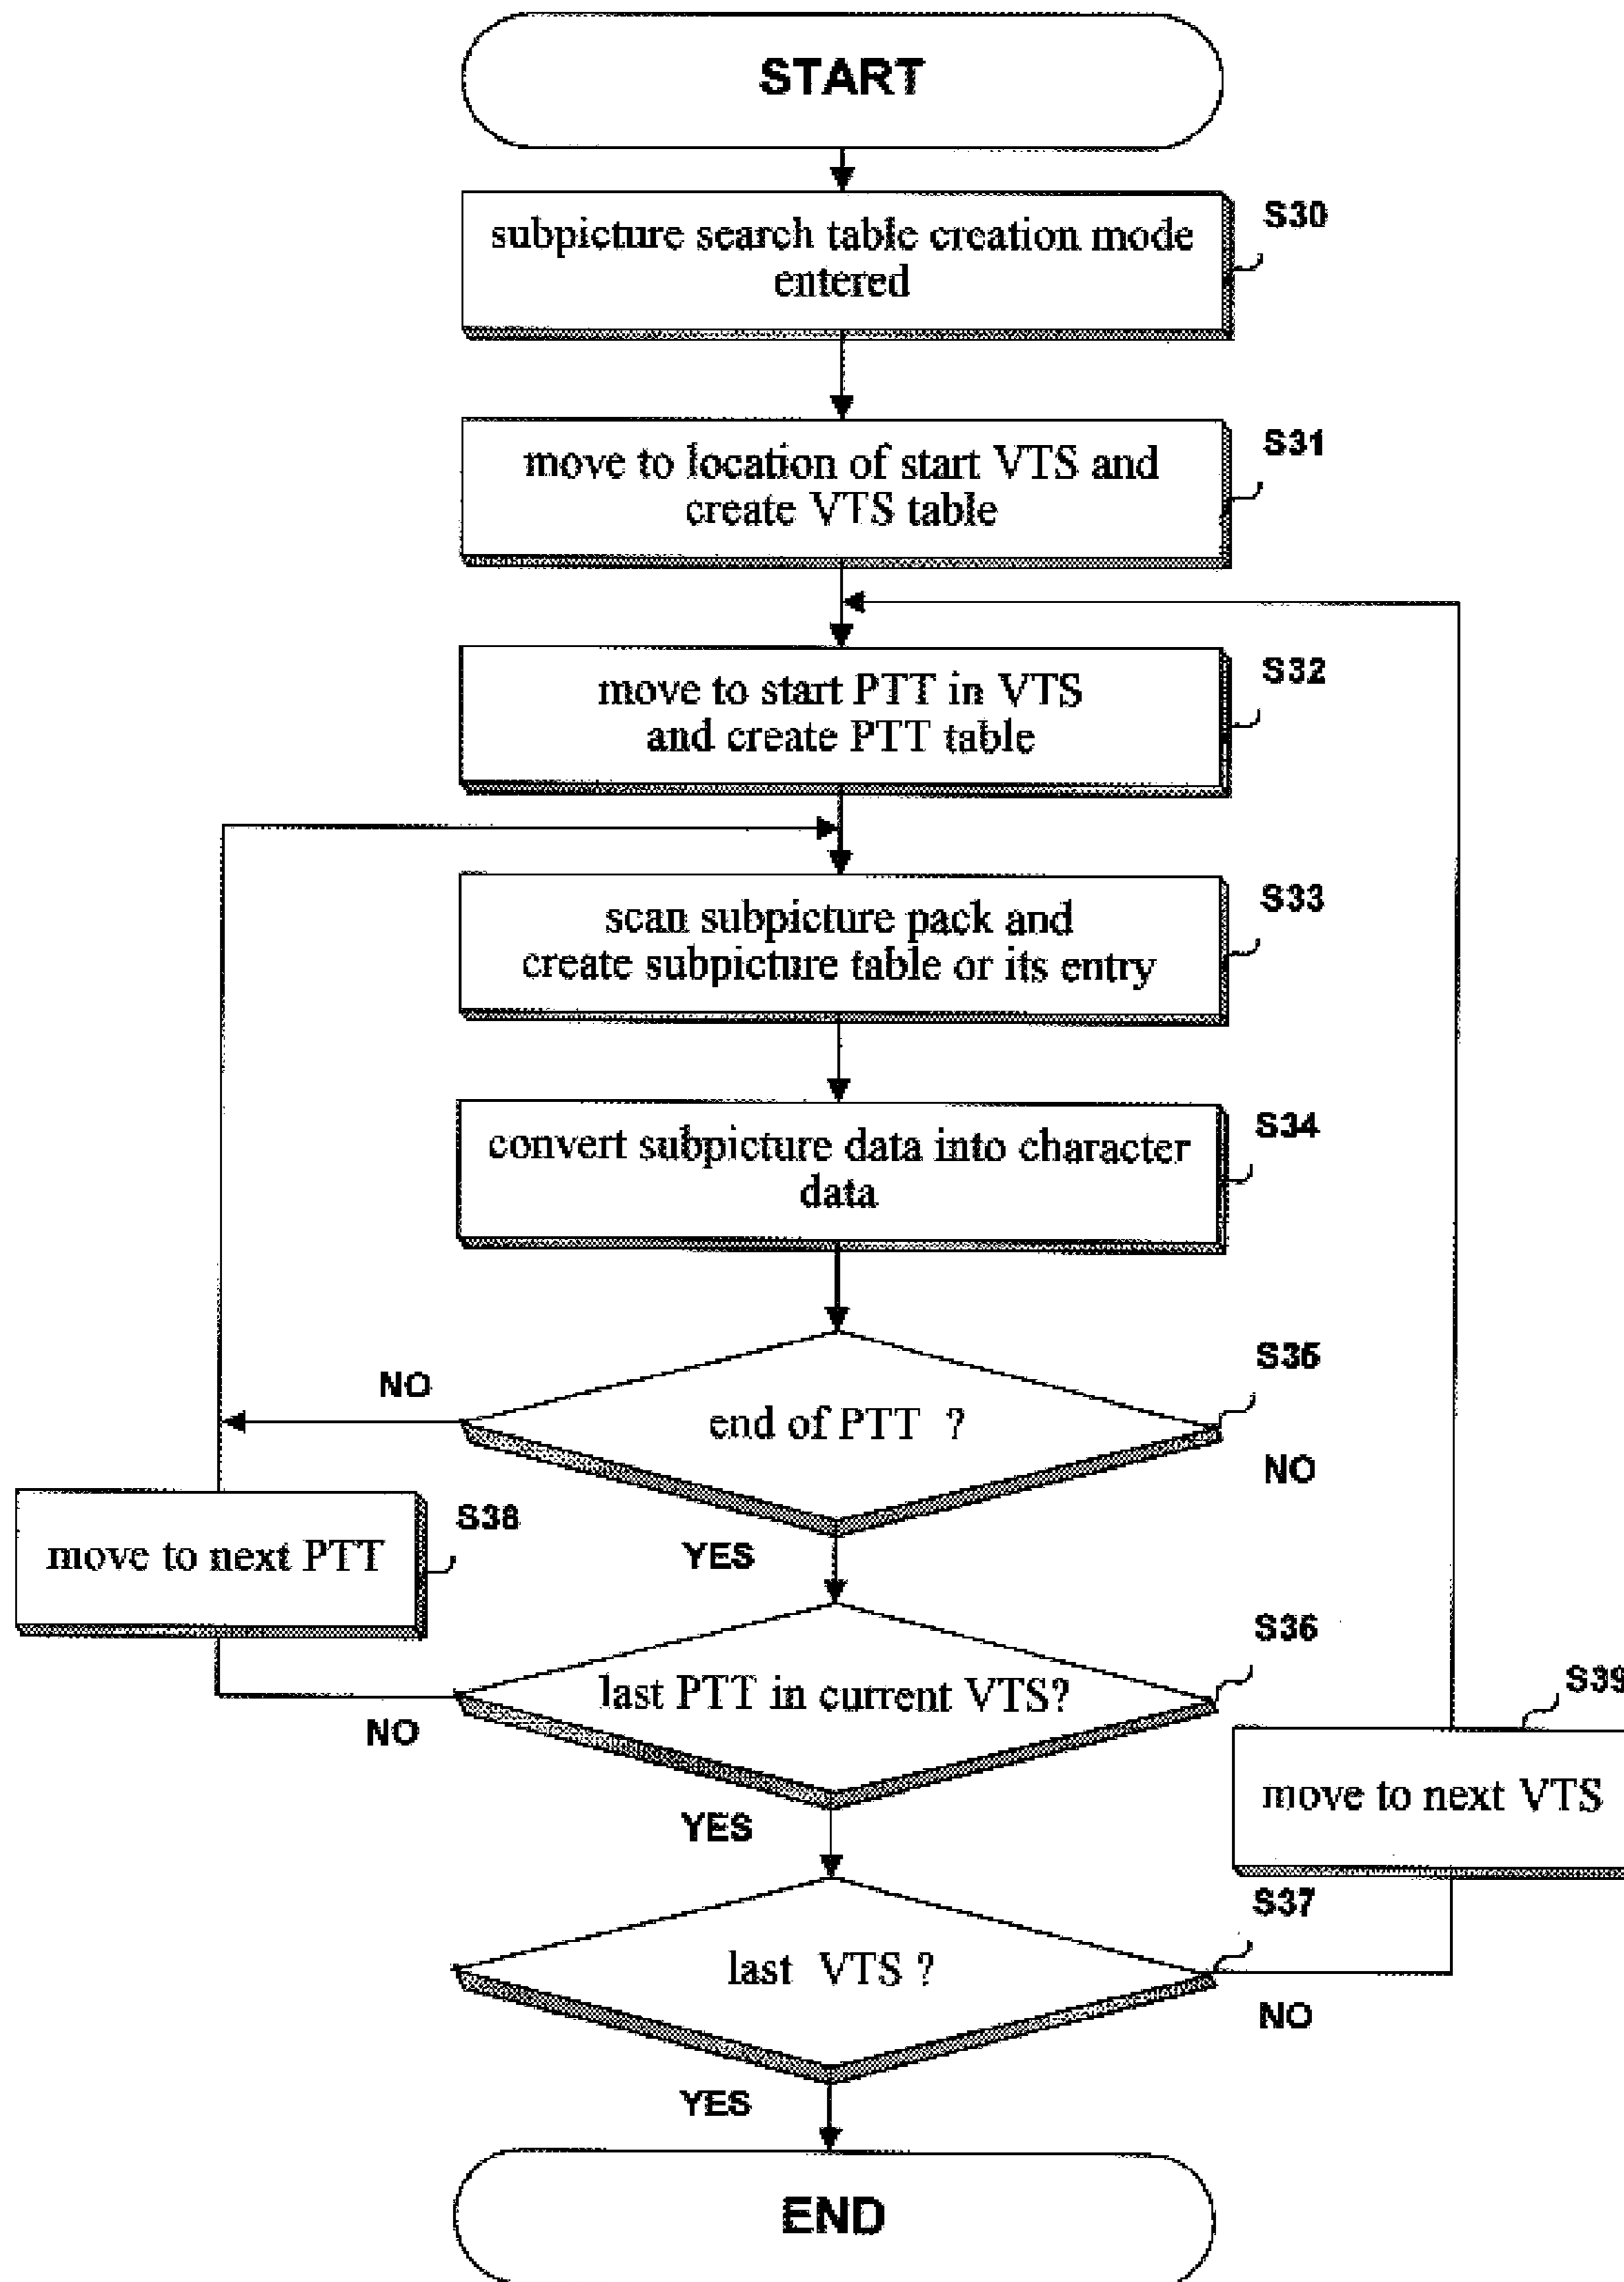 START
subpicture search table creation mode
entered
S30
move to location of start VTS and
create VTS table
S31
move to start PTT in VTS
and create PTT table
S32
scan subpicture pack and
create subpicture table or its entry
S33
convert subpicture data into character
data
S34
NO
end of PTT ?
S35
NO
YES
move to next PTT
S38
last PTT in current VTS?
S36
NO
YES
move to next VTS
S39
last VTS ?
S37
NO
YES
END